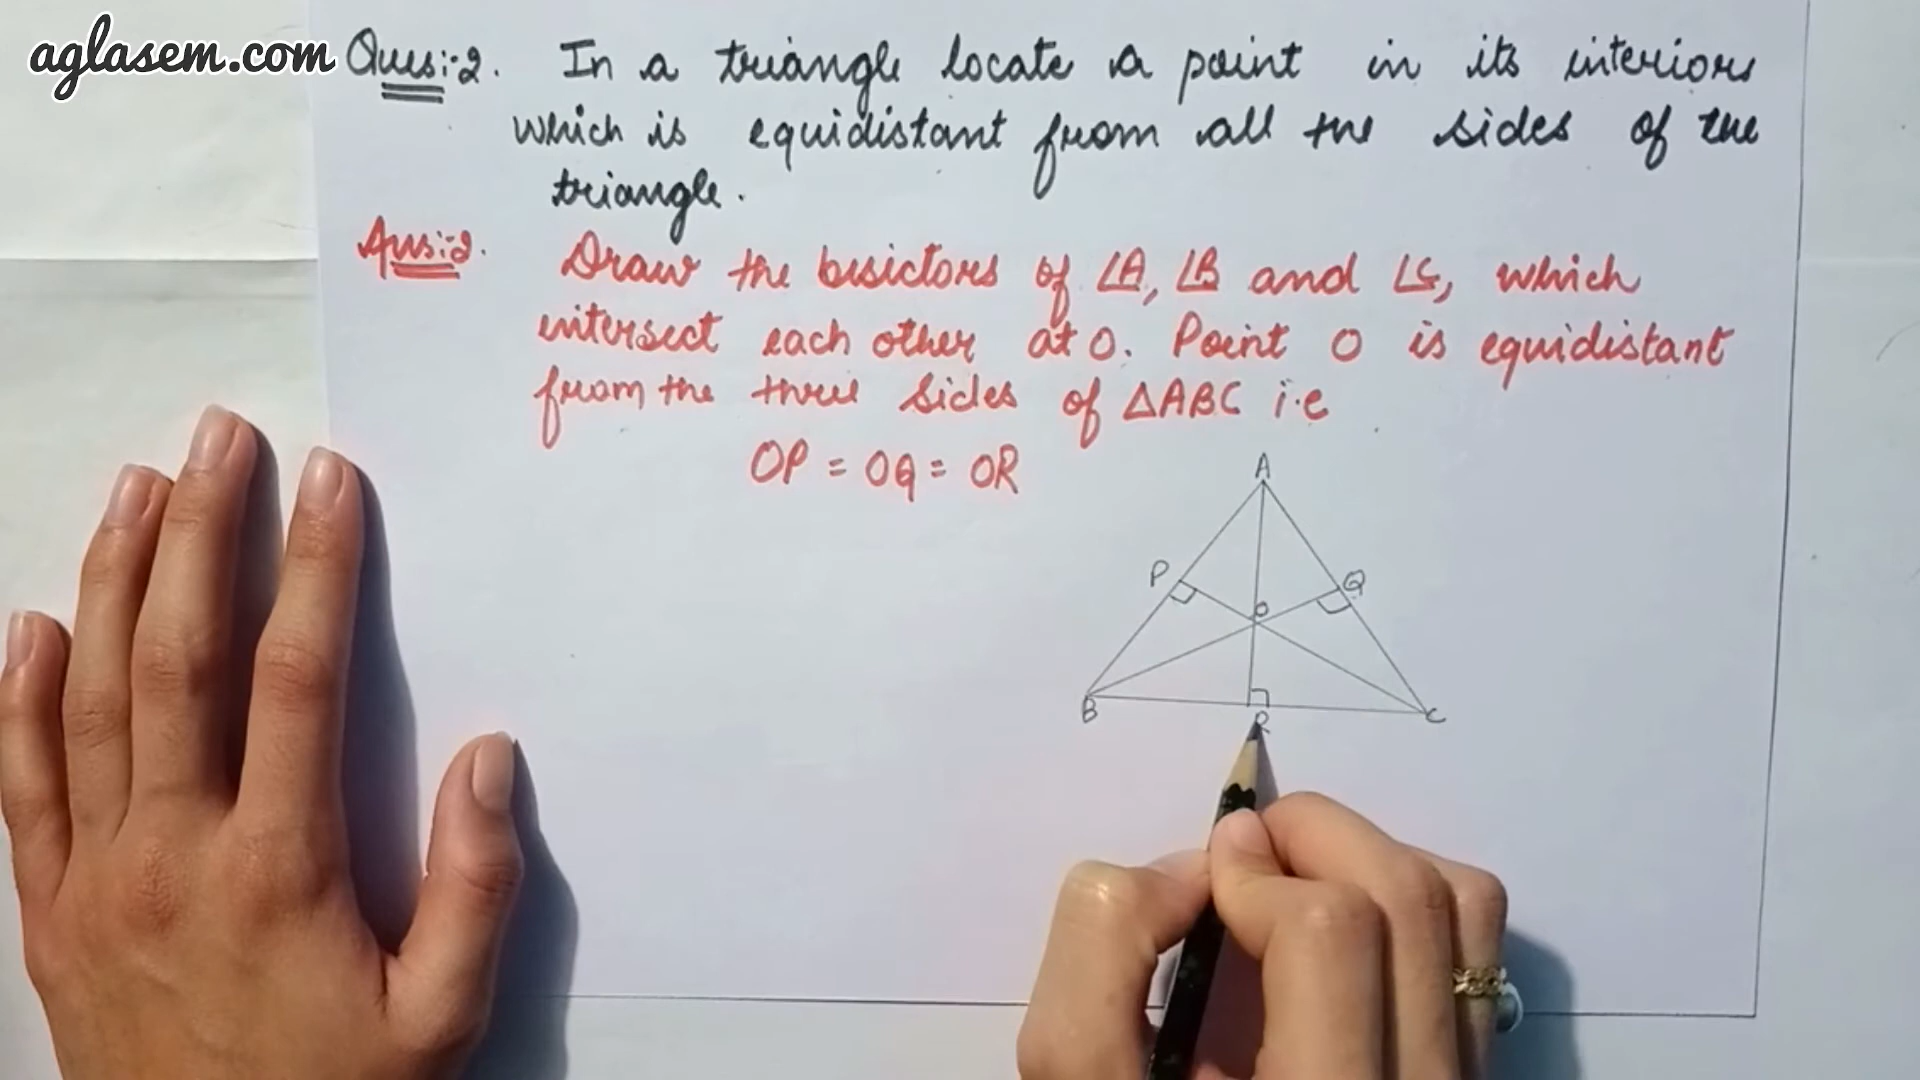 aglasem.com
Ques:-2. In a triangle locate a point in its interiors
which is equidistant from all the sides of the
triangle.
Ans:-2. Draw the bisictors of ∠A, ∠B and ∠C, which
intersect each other at O. Point O is equidistant
from the three sides of △ABC i.e
OP = OQ = OR
A
P
Q
O
B
R
C